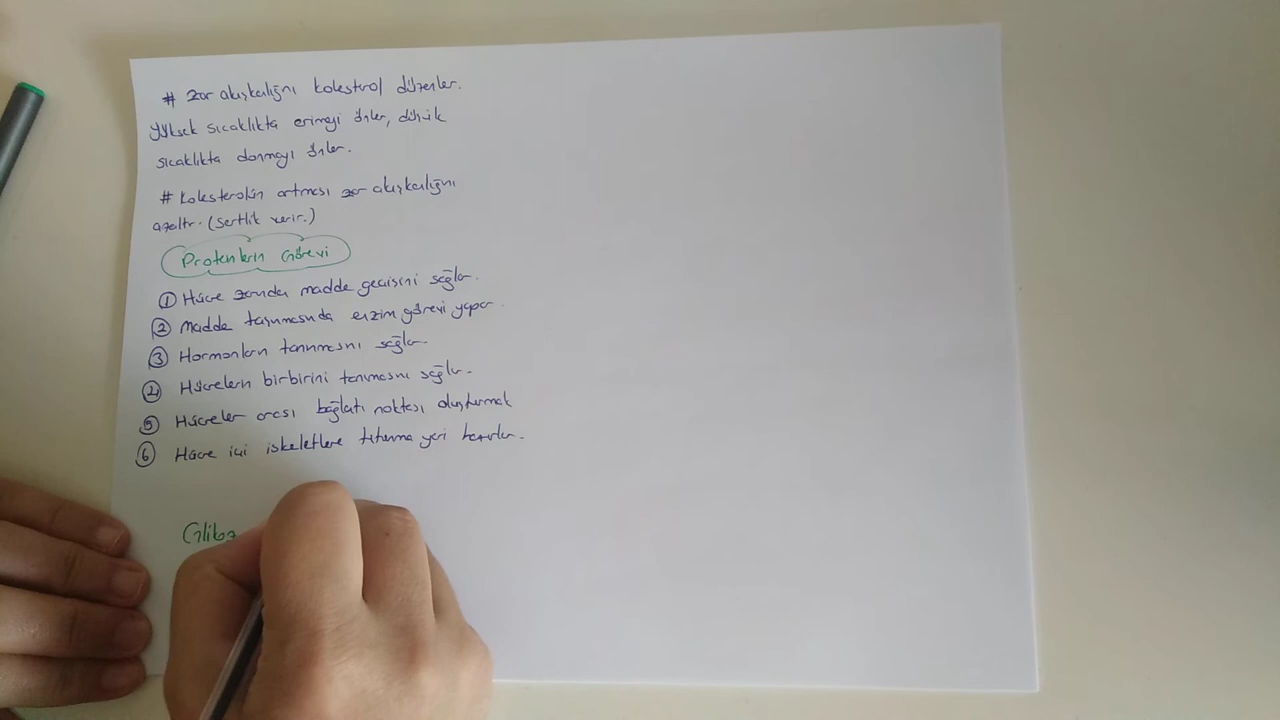 # zar akışkanlığını kolestrol düzenler.
Yüksek sıcaklıkta erimeyi önler, düşük
sıcaklıkta donmayı önler.
# Kolesterolün artması zar akışkanlığını
azaltır. (Sertlik verir.)
Protenlerin Görevi
① Hücre zarında madde geçişini sağlar.
② Madde taşınmasında enzim görevi yapar.
③ Hormonların tanınmasını sağlar.
④ Hücrelerin birbirini tanımasını sağlar.
⑤ Hücreler arası bağlantı noktası oluşturmak
⑥ Hücre içi iskeletlere tutunma yeri hazırlar.